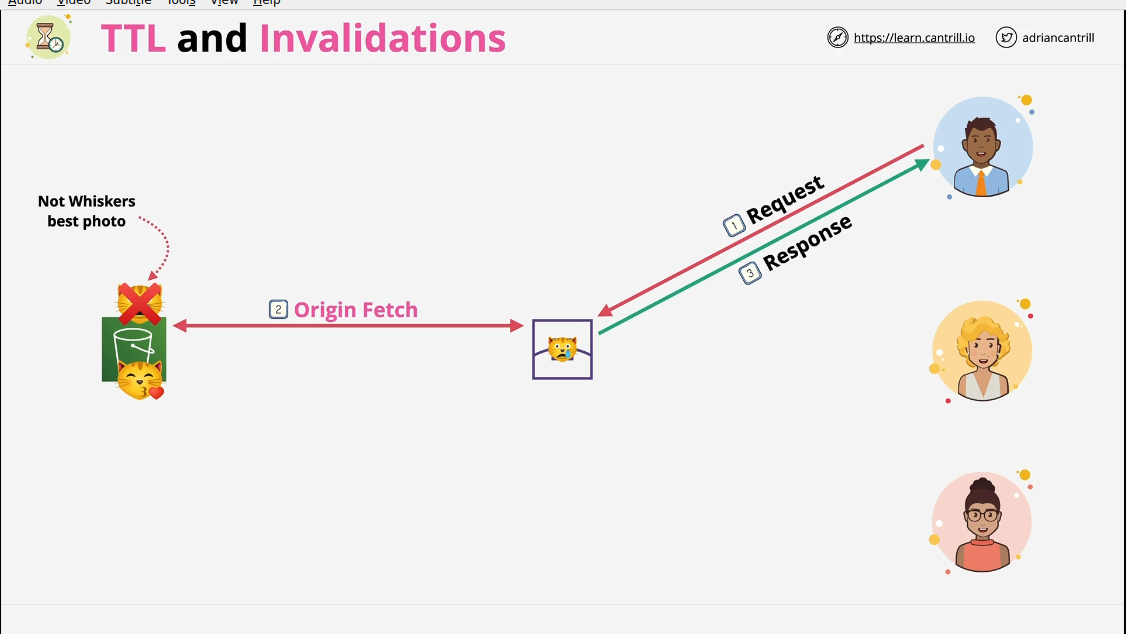 Audio Video Subtitle Tools View Help
TTL and Invalidations
https://learn.cantrill.io
adriancantrill
Not Whiskers
best photo
1 Request
3 Response
2 Origin Fetch